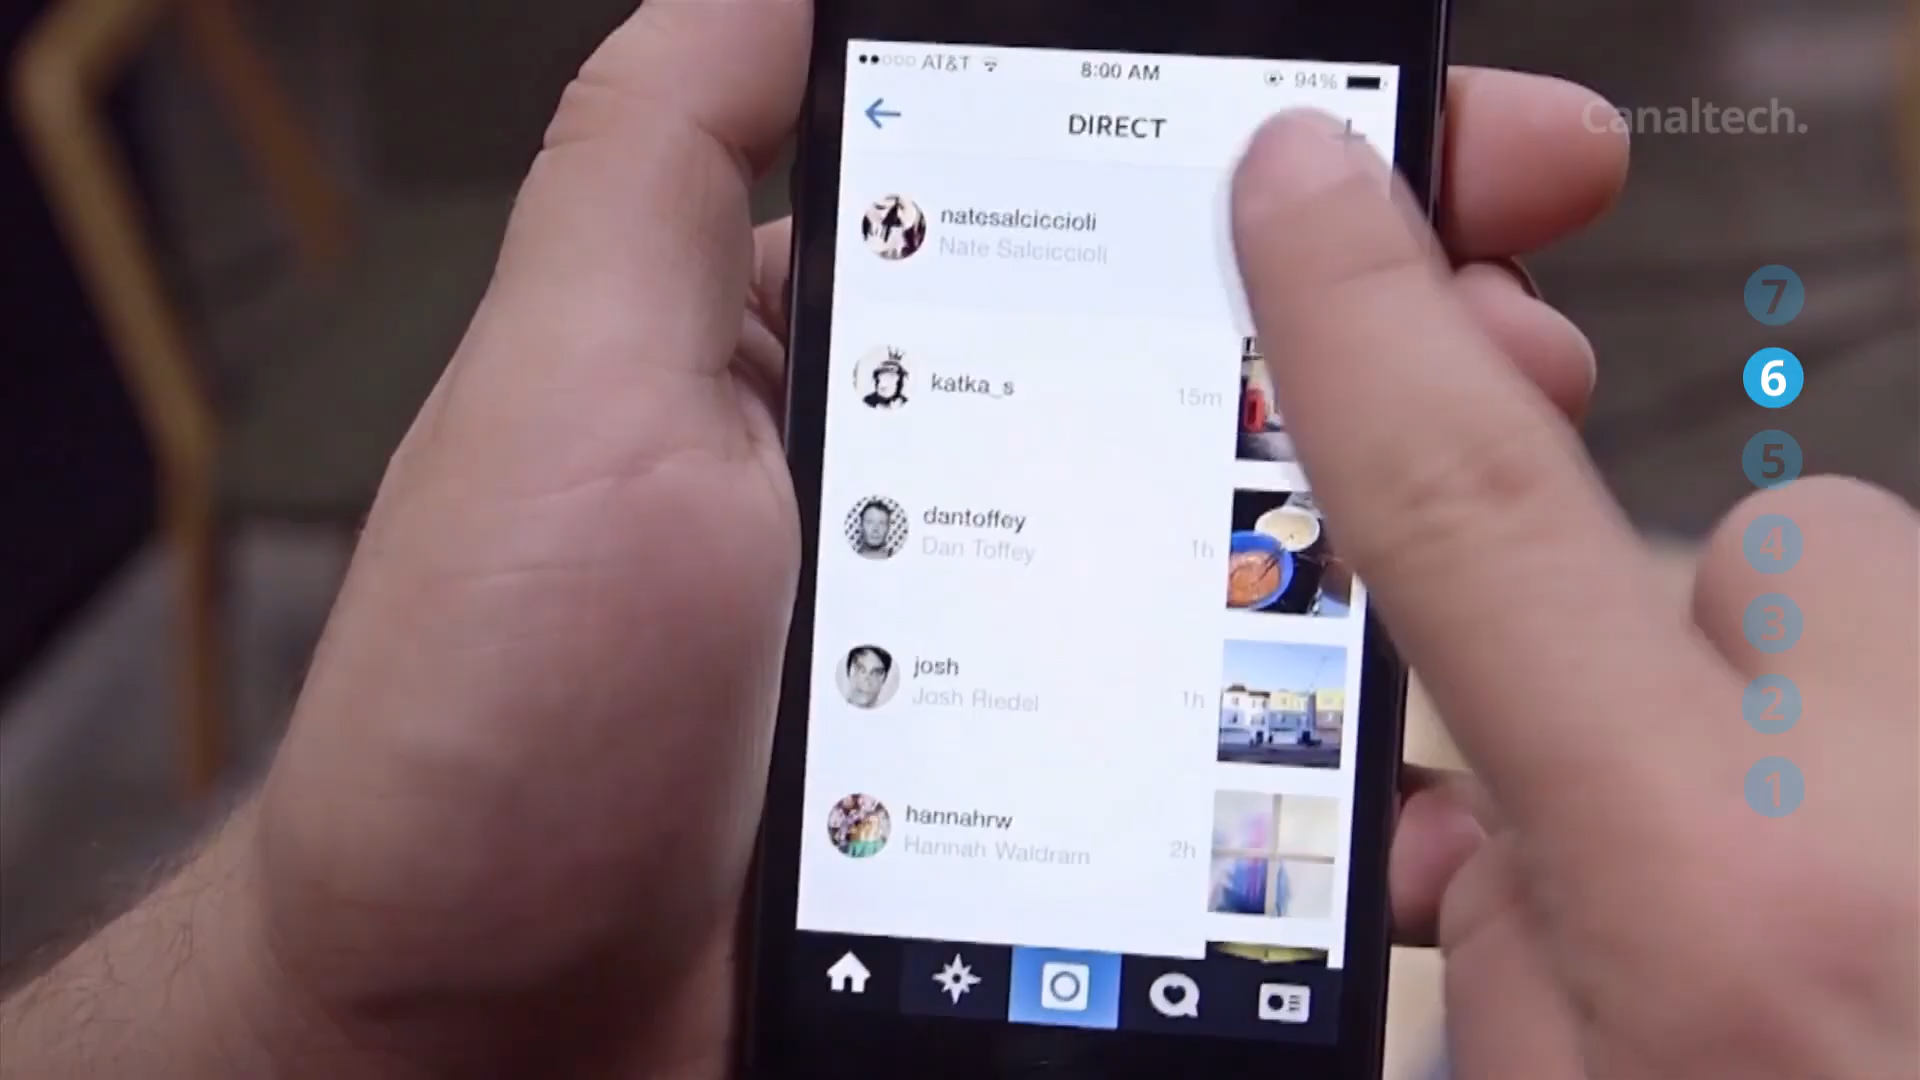 AT&T 8:00 AM 94%
DIRECT
Canaltech.
natesalciccioli
Nate Salciccioli
katka_s
15m
dantoffey
Dan Toffey
1h
josh
Josh Riedel
1h
hannahrw
Hannah Waldram
2h
7
6
5
4
3
2
1